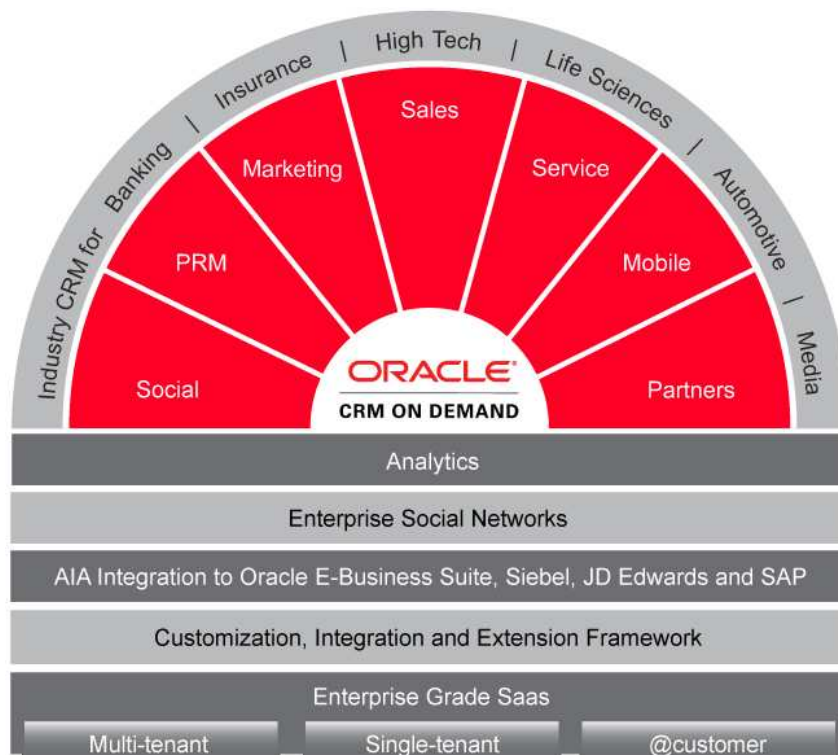 Industry CRM for Banking | Insurance | High Tech | Life Sciences | Automotive | Media
Social
PRM
Marketing
Sales
Service
Mobile
Partners
ORACLE®
CRM ON DEMAND
Analytics
Enterprise Social Networks
AIA Integration to Oracle E-Business Suite, Siebel, JD Edwards and SAP
Customization, Integration and Extension Framework
Enterprise Grade Saas
Multi-tenant
Single-tenant
@customer